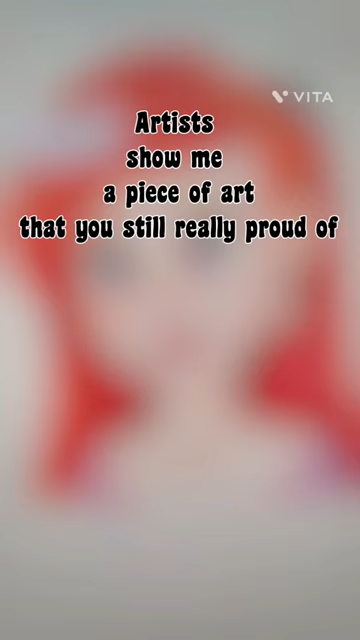 VITA
Artists
show me
a piece of art
that you still really proud of